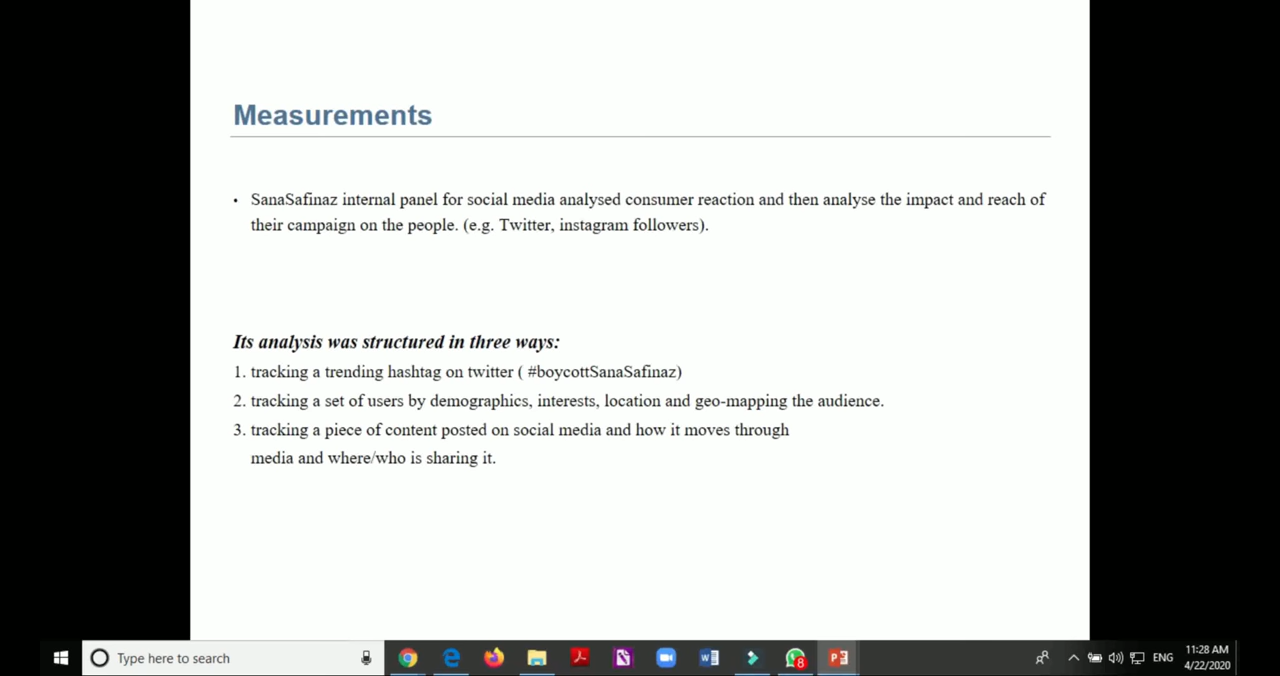 Measurements
• SanaSafinaz internal panel for social media analysed consumer reaction and then analyse the impact and reach of
their campaign on the people. (e.g. Twitter, instagram followers).
Its analysis was structured in three ways:
1. tracking a trending hashtag on twitter ( #boycottSanaSafinaz)
2. tracking a set of users by demographics, interests, location and geo-mapping the audience.
3. tracking a piece of content posted on social media and how it moves through
media and where/who is sharing it.
Type here to search
8
ENG
11:28 AM
4/22/2020